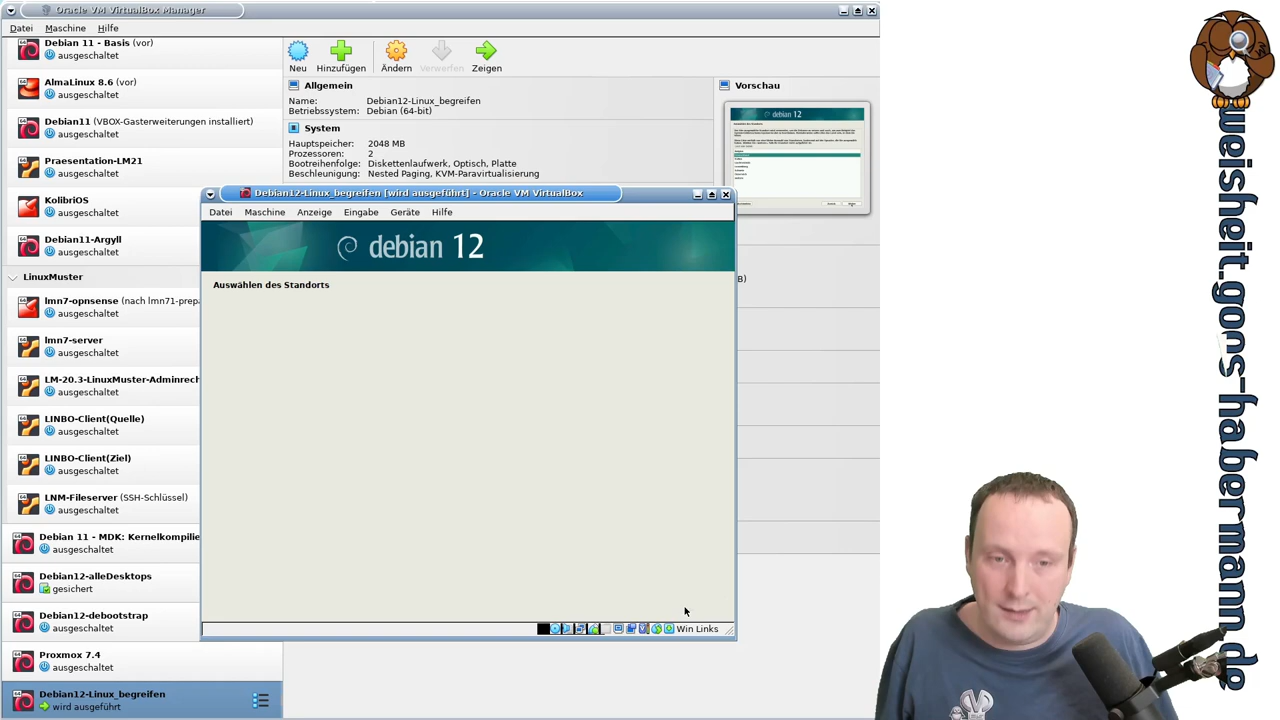 Oracle VM VirtualBox Manager
Datei Maschine Hilfe
Debian 11 - Basis (vor)
ausgeschaltet
AlmaLinux 8.6 (vor)
ausgeschaltet
Debian11 (VBOX-Gasterweiterungen installiert)
ausgeschaltet
Praesentation-LM21
ausgeschaltet
KolibriOS
ausgeschaltet
Debian11-Argyll
ausgeschaltet
LinuxMuster
lmn7-opnsense (nach lmn71-prep
ausgeschaltet
lmn7-server
ausgeschaltet
LM-20.3-LinuxMuster-Adminrech
ausgeschaltet
LINBO-Client(Quelle)
ausgeschaltet
LINBO-Client(Ziel)
ausgeschaltet
LNM-Fileserver (SSH-Schlüssel)
ausgeschaltet
Debian 11 - MDK: Kernelkompilie
ausgeschaltet
Debian12-alleDesktops
gesichert
Debian12-debootstrap
ausgeschaltet
Proxmox 7.4
ausgeschaltet
Debian12-Linux_begreifen
wird ausgeführt
Neu Hinzufügen Ändern Verwerfen Zeigen
Allgemein
Name: Debian12-Linux_begreifen
Betriebssystem: Debian (64-bit)
System
Hauptspeicher: 2048 MB
Prozessoren: 2
Bootreihenfolge: Diskettenlaufwerk, Optisch, Platte
Beschleunigung: Nested Paging, KVM-Paravirtualisierung
Vorschau
debian 12
B)
Debian12-Linux_begreifen [wird ausgeführt] - Oracle VM VirtualBox
Datei Maschine Anzeige Eingabe Geräte Hilfe
debian 12
Auswählen des Standorts
Win Links
weisheit.gons-habermann.de